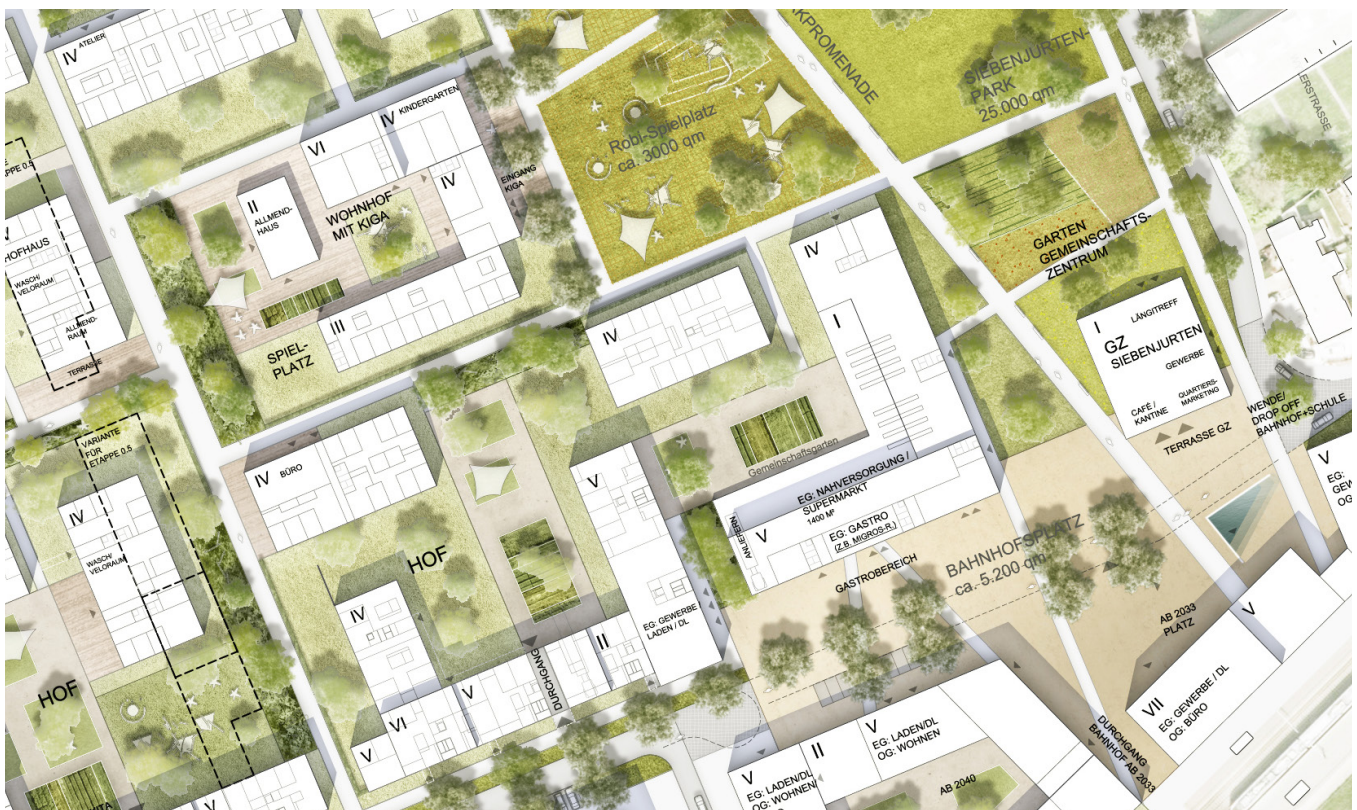 IV
ATELIER
IV
KINDERGARTEN
VI
Robi-Spielplatz
ca. 3000 qm
SIEBENJURTEN-
PARK
25.000 qm
II
ALLMEND-
HAUS
WOHNHOF
MIT KIGA
IV
EINGANG
KIGA
ETAPPE 0.5
WASCH/
VELORAUM
ALLMEND-
RAUM
TERRASSE
III
SPIEL-
PLATZ
IV
IV
I
GARTEN
GEMEINSCHAFTS-
ZENTRUM
I
LÄNGITREFF
GZ
SIEBENJURTEN
GEWERBE
CAFÉ /
KANTINE
QUARTIERS-
MARKETING
TERRASSE GZ
WENDE/
DROP OFF
BAHNHOF+SCHULE
VARIANTE
FÜR
ETAPPE 0.5
IV
BÜRO
IV
WASCH/
VELORAUM
HOF
V
Gemeinschaftsgarten
EG: NAHVERSORGUNG /
SUPERMARKT
1400 M²
ANLIEFERN
V
EG: GASTRO
(Z.B. MIGROS-R.)
GASTROBEREICH
BAHNHOFSPLATZ
ca. 5.200 qm
V
EG:
OG:
IV
EG: GEWERBE
LADEN / DL
II
DURCHGANG
V
VI
V
HOF
AB 2033
PLATZ
V
VII
EG: GEWERBE / DL
OG: BÜRO
DURCHGANG
BAHNHOF AB 2033
V
EG: LADEN/DL
OG: WOHNEN
II
V
EG: LADEN/DL
OG: WOHNEN
AB 2040
V